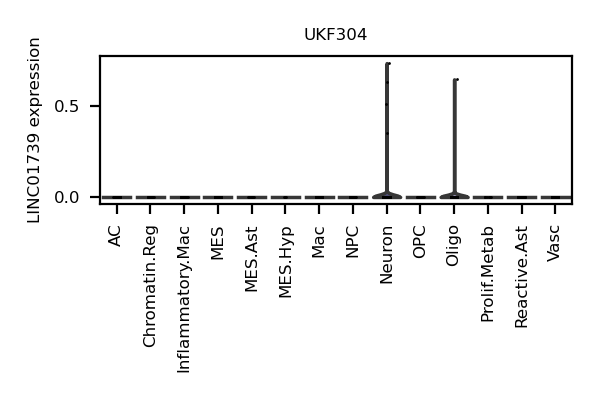 UKF304
LINC01739 expression
0.5
0.0
AC
Chromatin.Reg
Inflammatory.Mac
MES
MES.Ast
MES.Hyp
Mac
NPC
Neuron
OPC
Oligo
Prolif.Metab
Reactive.Ast
Vasc